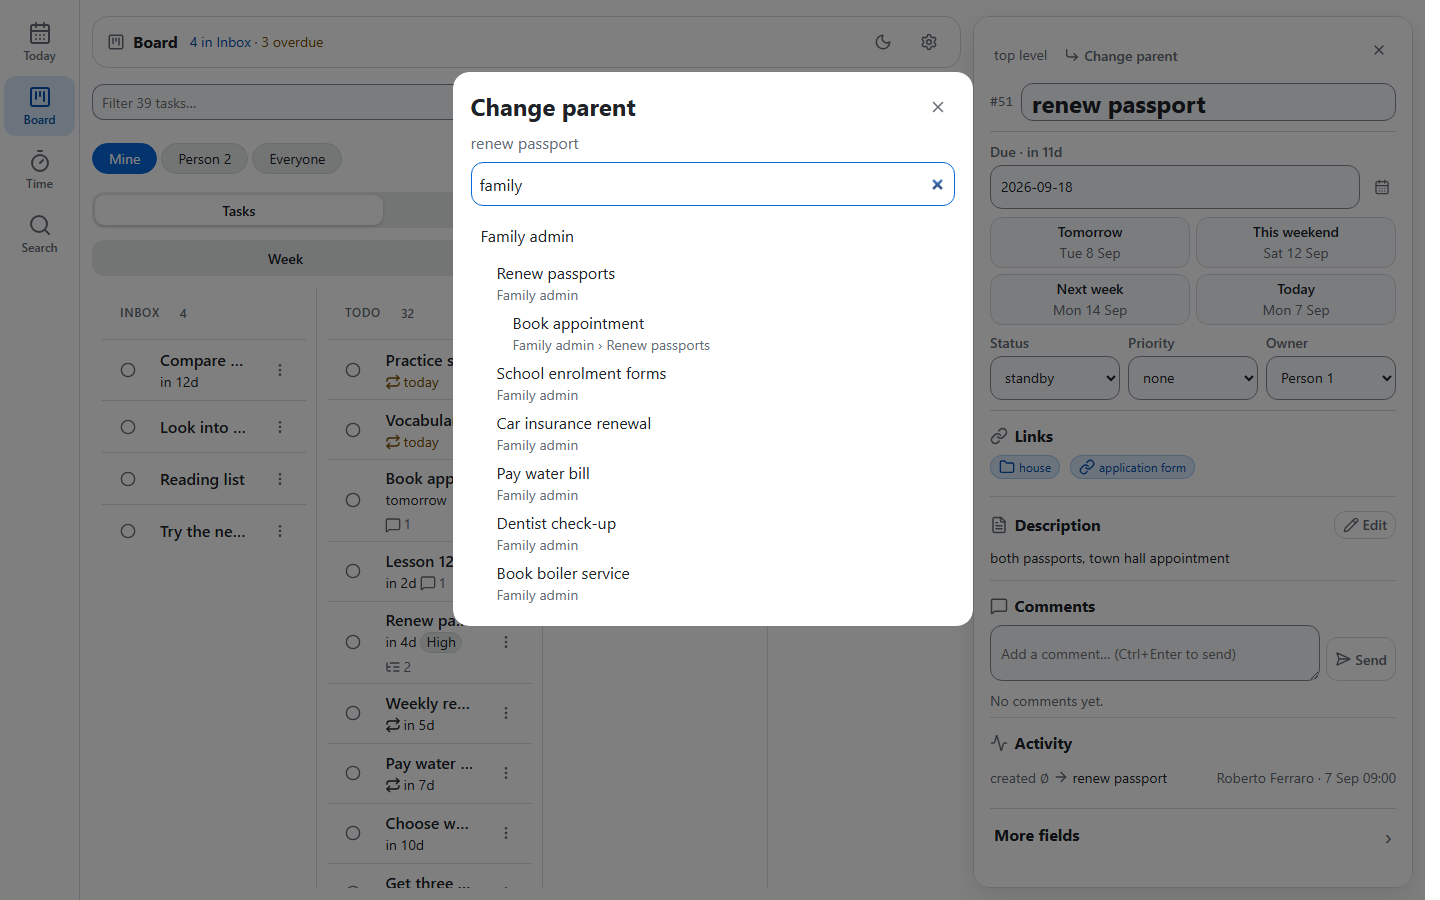 Today
Board
Time
Search
Board 4 in Inbox · 3 overdue
Filter 39 tasks...
Mine Person 2 Everyone
Tasks
Week
INBOX 4
Compare ...
in 12d
Look into ...
Reading list
Try the ne...
TODO 32
Practice s
today
Vocabula
today
Book app
tomorrow
1
Lesson 12
in 2d 1
Renew pa...
in 4d High
2
Weekly re...
in 5d
Pay water ...
in 7d
Choose w...
in 10d
Get three ...
Change parent
renew passport
family
Family admin
Renew passports
Family admin
Book appointment
Family admin › Renew passports
School enrolment forms
Family admin
Car insurance renewal
Family admin
Pay water bill
Family admin
Dentist check-up
Family admin
Book boiler service
Family admin
top level Change parent
#51 renew passport
Due · in 11d
2026-09-18
Tomorrow
Tue 8 Sep
This weekend
Sat 12 Sep
Next week
Mon 14 Sep
Today
Mon 7 Sep
Status Priority Owner
standby none Person 1
Links
house application form
Description Edit
both passports, town hall appointment
Comments
Add a comment... (Ctrl+Enter to send) Send
No comments yet.
Activity
created ∅ → renew passport Roberto Ferraro · 7 Sep 09:00
More fields